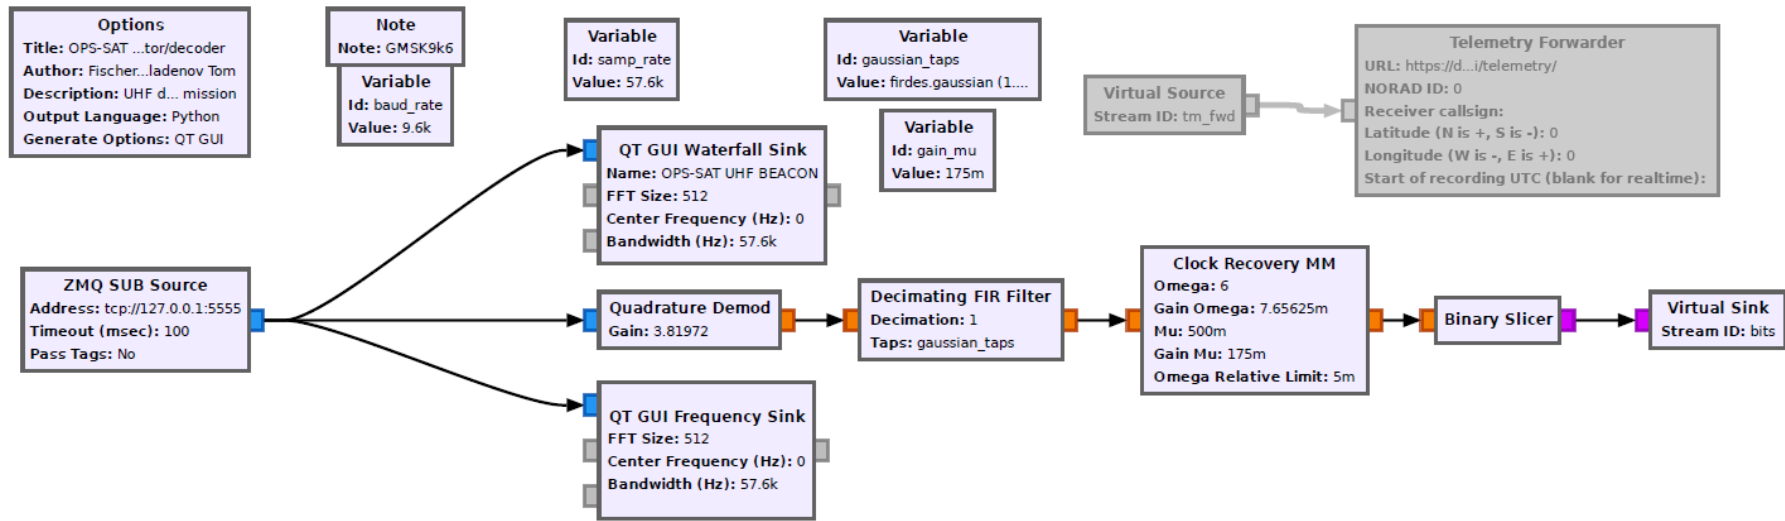 Options
Title: OPS-SAT ...tor/decoder
Author: Fischer...ladenov Tom
Description: UHF d... mission
Output Language: Python
Generate Options: QT GUI
Note
Note: GMSK9k6
Variable
Id: baud_rate
Value: 9.6k
Variable
Id: samp_rate
Value: 57.6k
Variable
Id: gaussian_taps
Value: firdes.gaussian (1....
Variable
Id: gain_mu
Value: 175m
Virtual Source
Stream ID: tm_fwd
Telemetry Forwarder
URL: https://d...i/telemetry/
NORAD ID: 0
Receiver callsign:
Latitude (N is +, S is -): 0
Longitude (W is -, E is +): 0
Start of recording UTC (blank for realtime):
QT GUI Waterfall Sink
Name: OPS-SAT UHF BEACON
FFT Size: 512
Center Frequency (Hz): 0
Bandwidth (Hz): 57.6k
ZMQ SUB Source
Address: tcp://127.0.0.1:5555
Timeout (msec): 100
Pass Tags: No
Quadrature Demod
Gain: 3.81972
Decimating FIR Filter
Decimation: 1
Taps: gaussian_taps
Clock Recovery MM
Omega: 6
Gain Omega: 7.65625m
Mu: 500m
Gain Mu: 175m
Omega Relative Limit: 5m
Binary Slicer
Virtual Sink
Stream ID: bits
QT GUI Frequency Sink
FFT Size: 512
Center Frequency (Hz): 0
Bandwidth (Hz): 57.6k